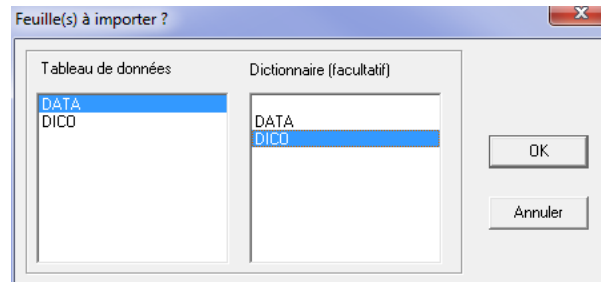 Feuille(s) à importer ?
Tableau de données
Dictionnaire (facultatif)
DATA
DICO
DATA
DICO
OK
Annuler